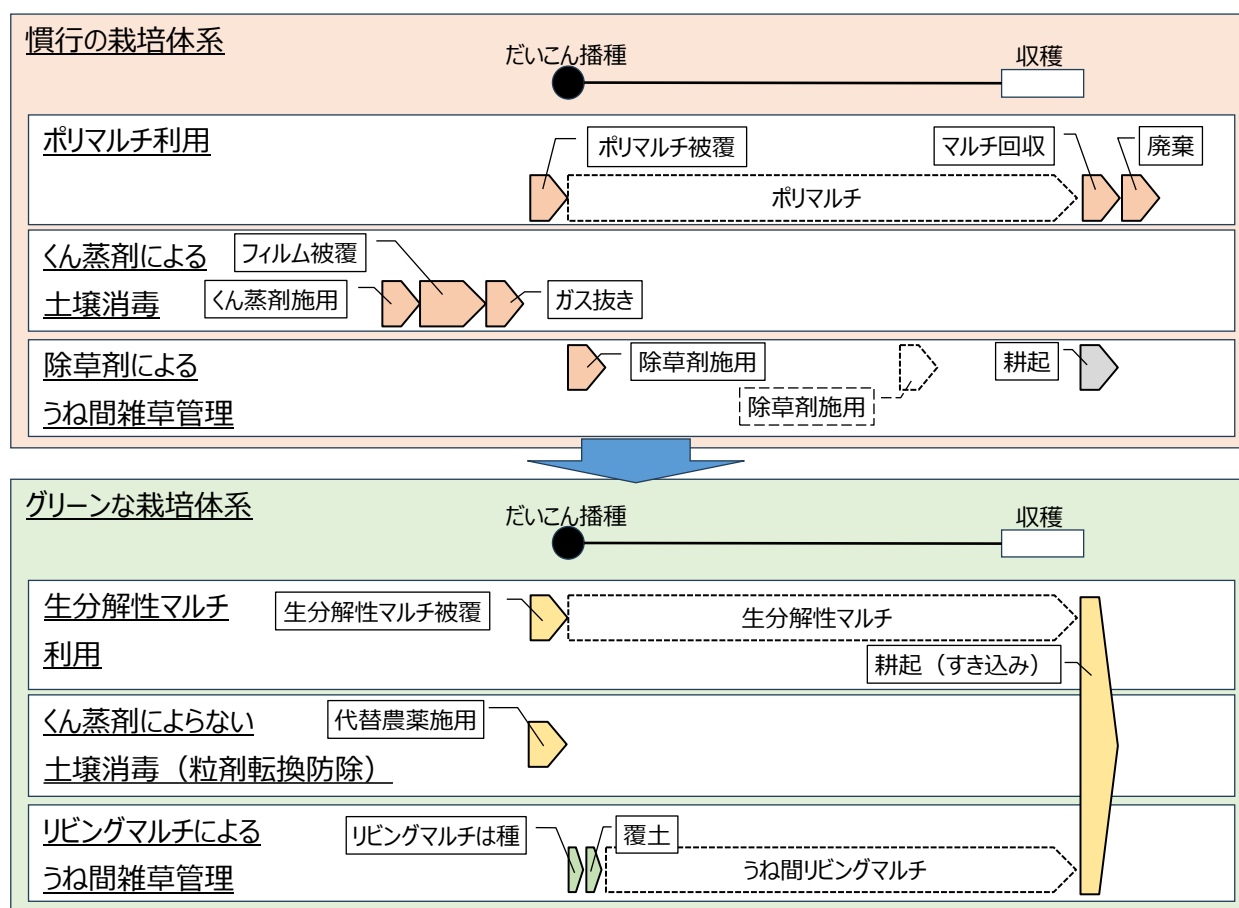 慣行の栽培体系
だいこん播種
収穫
ポリマルチ利用
ポリマルチ被覆
マルチ回収
廃棄
ポリマルチ
くん蒸剤による
土壌消毒
フィルム被覆
くん蒸剤施用
ガス抜き
除草剤による
うね間雑草管理
除草剤施用
除草剤施用
耕起
グリーンな栽培体系
だいこん播種
収穫
生分解性マルチ
利用
生分解性マルチ被覆
生分解性マルチ
耕起（すき込み）
くん蒸剤によらない
土壌消毒（粒剤転換防除）
代替農薬施用
リビングマルチによる
うね間雑草管理
リビングマルチは種
覆土
うね間リビングマルチ